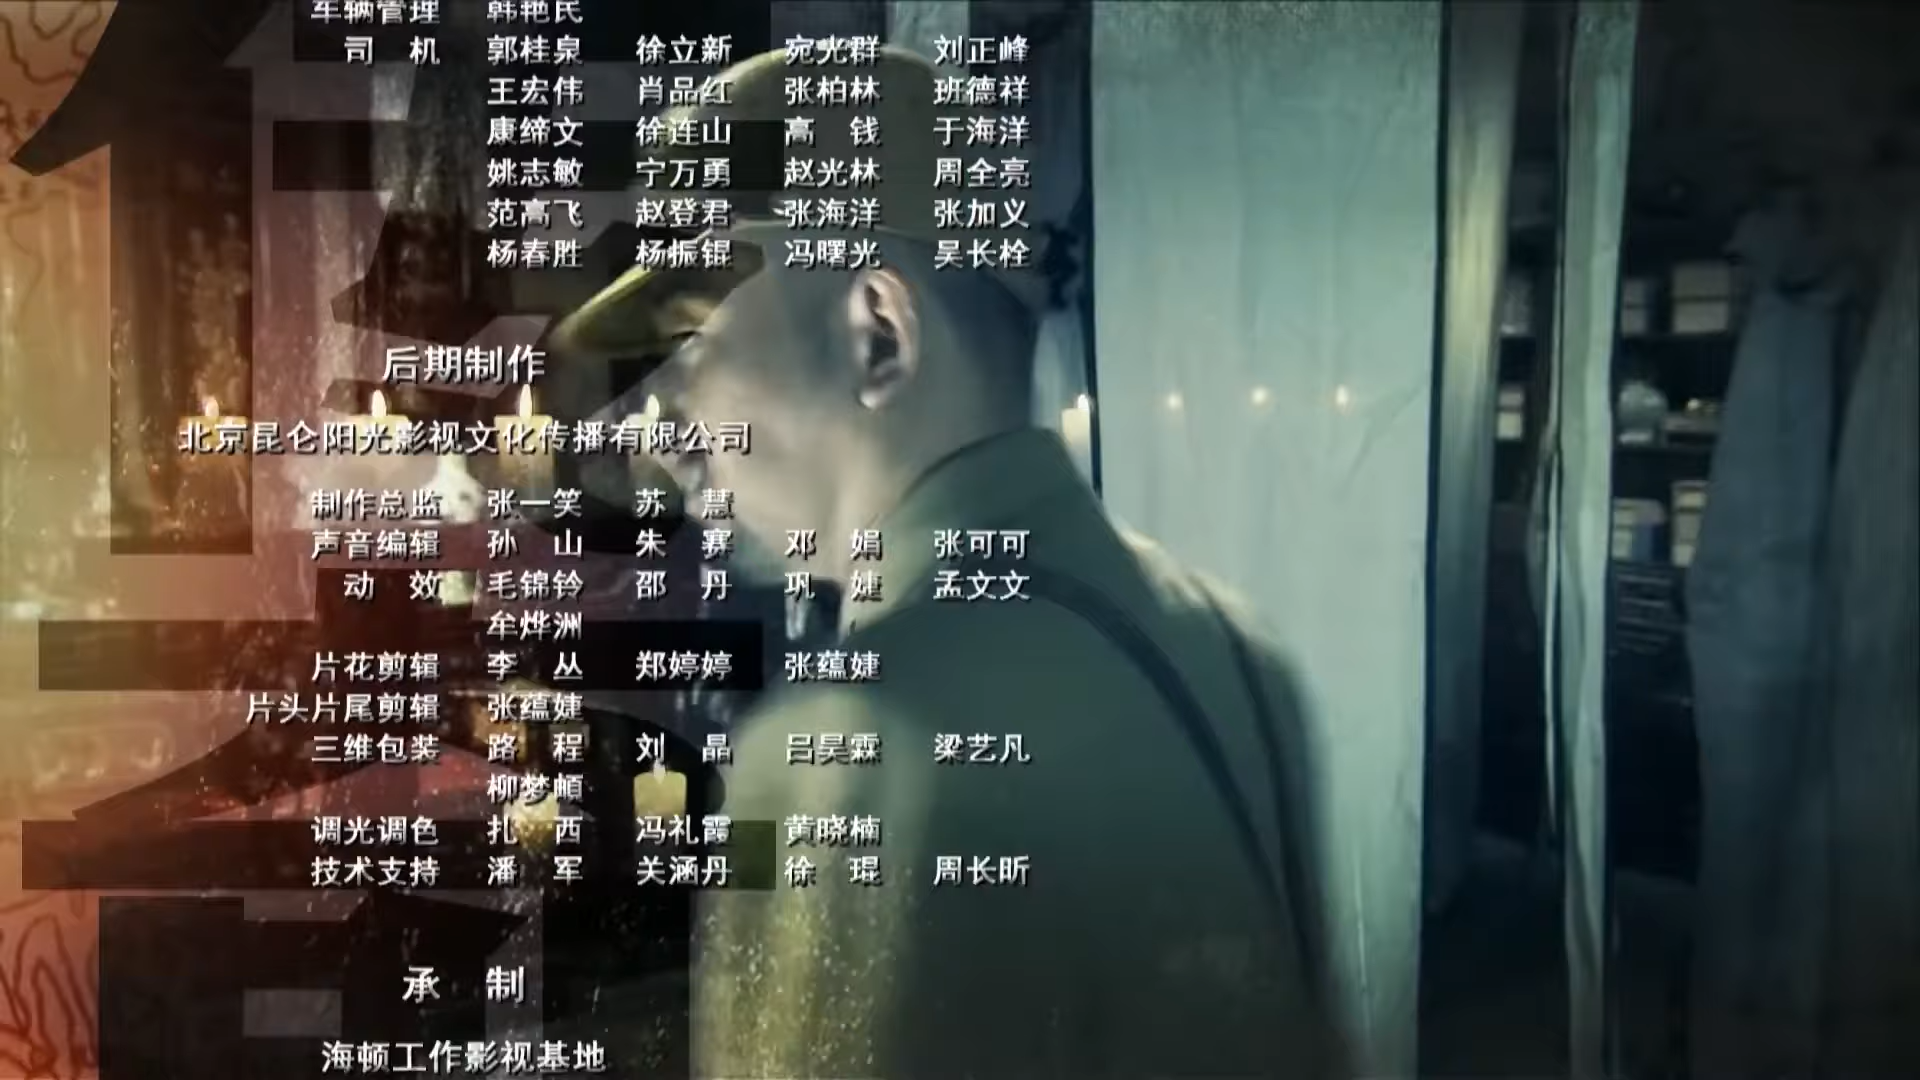 车辆管理 韩艳民
司 机 郭桂泉 徐立新 宛光群 刘正峰
王宏伟 肖品红 张柏林 班德祥
康缔文 徐连山 高 钱 于海洋
姚志敏 宁万勇 赵光林 周全亮
范高飞 赵登君 张海洋 张加义
杨春胜 杨振锟 冯曙光 吴长栓
后期制作
北京昆仑阳光影视文化传播有限公司
制作总监 张一笑 苏 慧
声音编辑 孙 山 朱 赛 邓 娟 张可可
动 效 毛锦铃 邵 丹 巩 婕 孟文文
牟烨洲
片花剪辑 李 丛 郑婷婷 张蕴婕
片头片尾剪辑 张蕴婕
三维包装 路 程 刘 晶 吕昊霖 梁艺凡
柳梦頔
调光调色 扎 西 冯礼霞 黄晓楠
技术支持 潘 军 关涵丹 徐 琨 周长昕
承 制
海顿工作影视基地